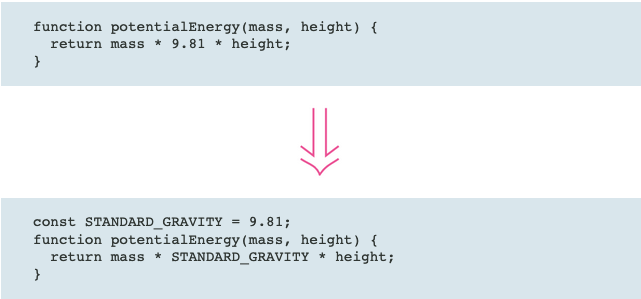 function potentialEnergy(mass, height) {
  return mass * 9.81 * height;
}
const STANDARD_GRAVITY = 9.81;
function potentialEnergy(mass, height) {
  return mass * STANDARD_GRAVITY * height;
}